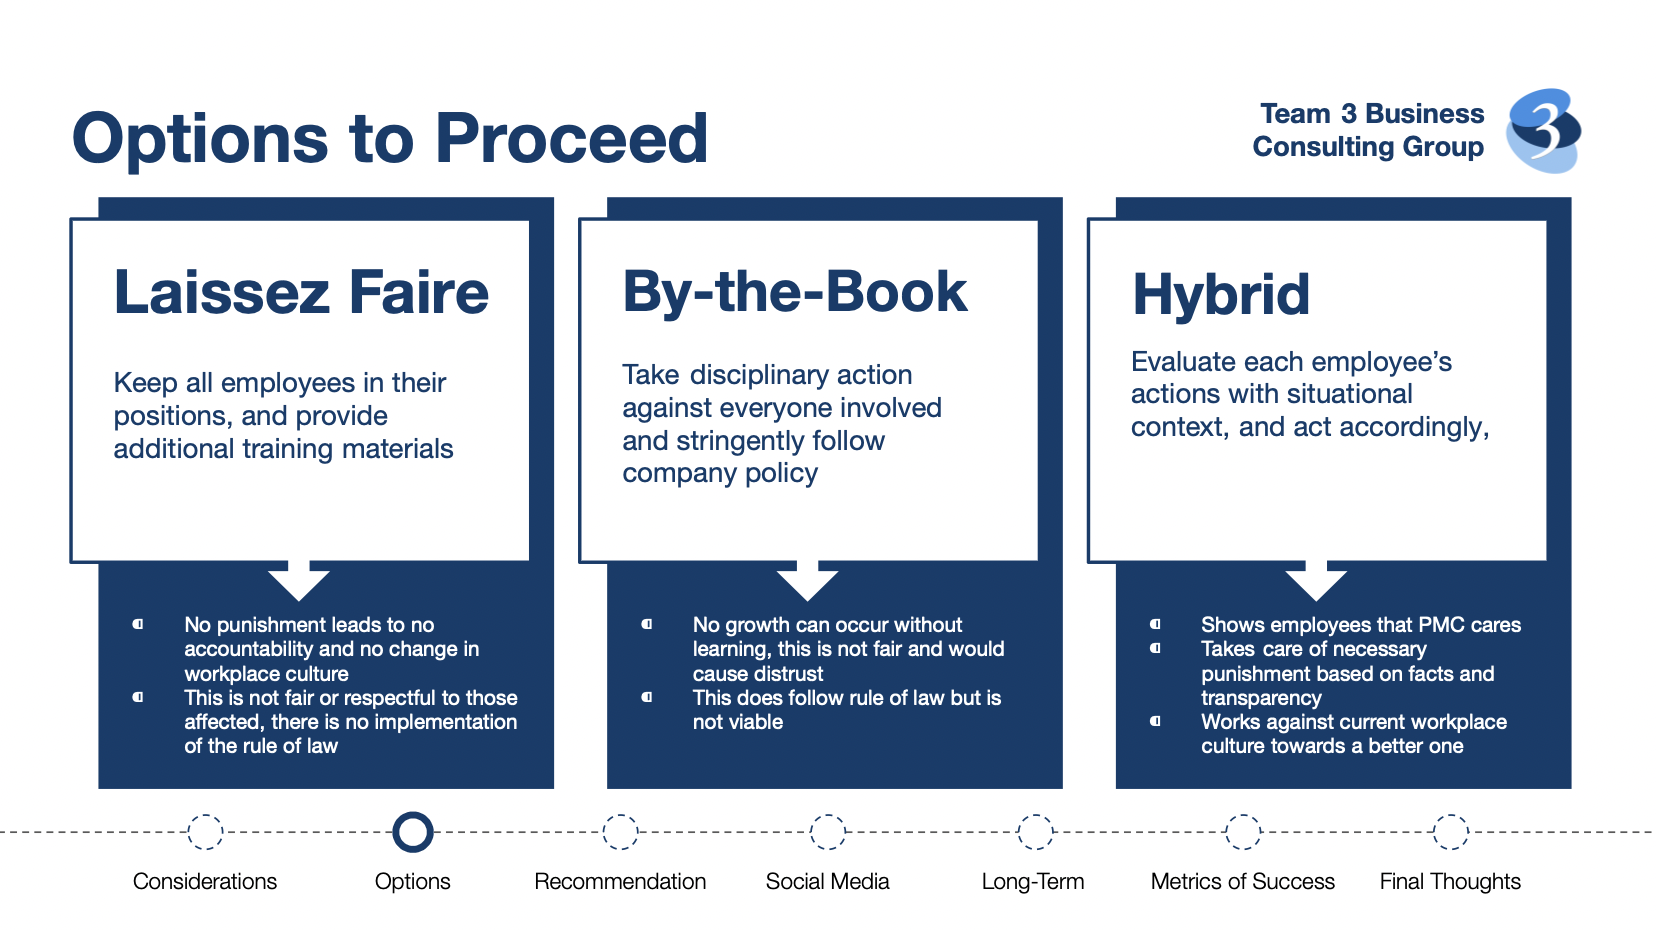 Options to Proceed
Team 3 Business
Consulting Group
3
Laissez Faire
Keep all employees in their
positions, and provide
additional training materials
No punishment leads to no
accountability and no change in
workplace culture
This is not fair or respectful to those
affected, there is no implementation
of the rule of law
By-the-Book
Take disciplinary action
against everyone involved
and stringently follow
company policy
No growth can occur without
learning, this is not fair and would
cause distrust
This does follow rule of law but is
not viable
Hybrid
Evaluate each employee’s
actions with situational
context, and act accordingly,
Shows employees that PMC cares
Takes care of necessary
punishment based on facts and
transparency
Works against current workplace
culture towards a better one
Considerations
Options
Recommendation
Social Media
Long-Term
Metrics of Success
Final Thoughts